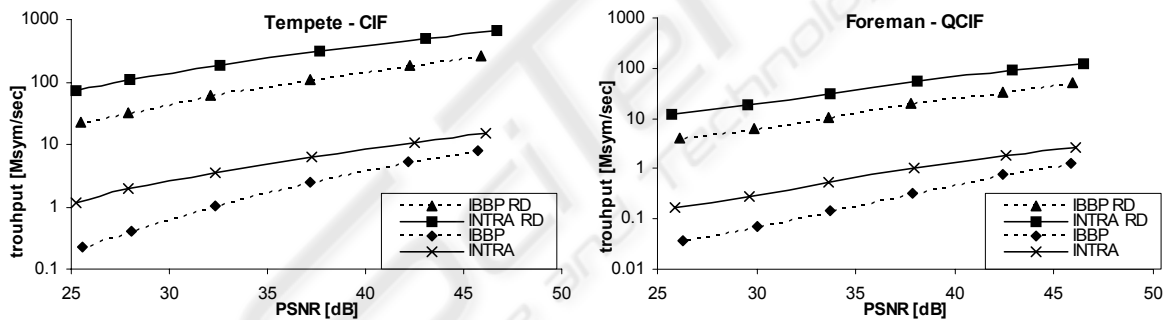 Tempete - CIF
1000
100
10
1
0.1
trouhput [Msym/sec]
25 30 35 40 45 50
PSNR [dB]
IBBP RD
INTRA RD
IBBP
INTRA
Foreman - QCIF
1000
100
10
1
0.1
0.01
trouhput [Msym/sec]
25 30 35 40 45 50
PSNR [dB]
IBBP RD
INTRA RD
IBBP
INTRA